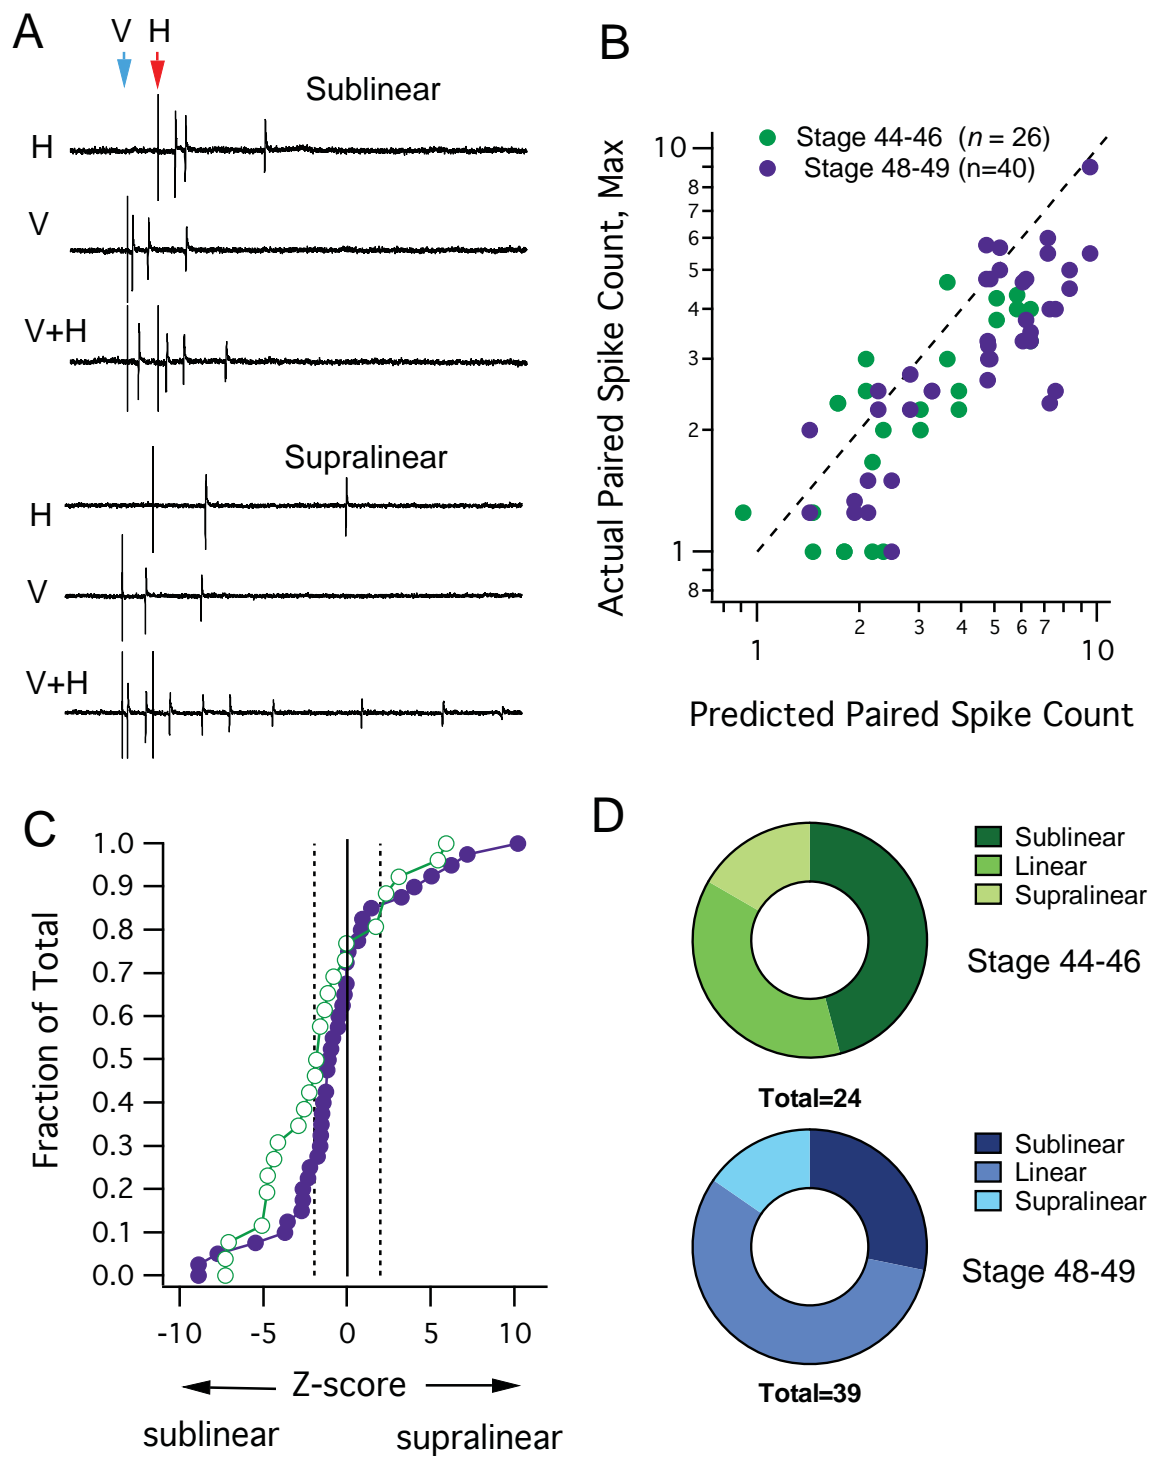 A
V H
Sublinear
H
V
V+H
Supralinear
H
V
V+H
B
Stage 44-46 (n = 26)
Stage 48-49 (n=40)
Actual Paired Spike Count, Max
10
8
7
6
5
4
3
2
1
8
1
2
3
4
5
6
7
10
Predicted Paired Spike Count
C
Fraction of Total
1.0
0.9
0.8
0.7
0.6
0.5
0.4
0.3
0.2
0.1
0.0
-10
-5
0
5
10
Z-score
sublinear
supralinear
D
Sublinear
Linear
Supralinear
Stage 44-46
Total=24
Sublinear
Linear
Supralinear
Stage 48-49
Total=39